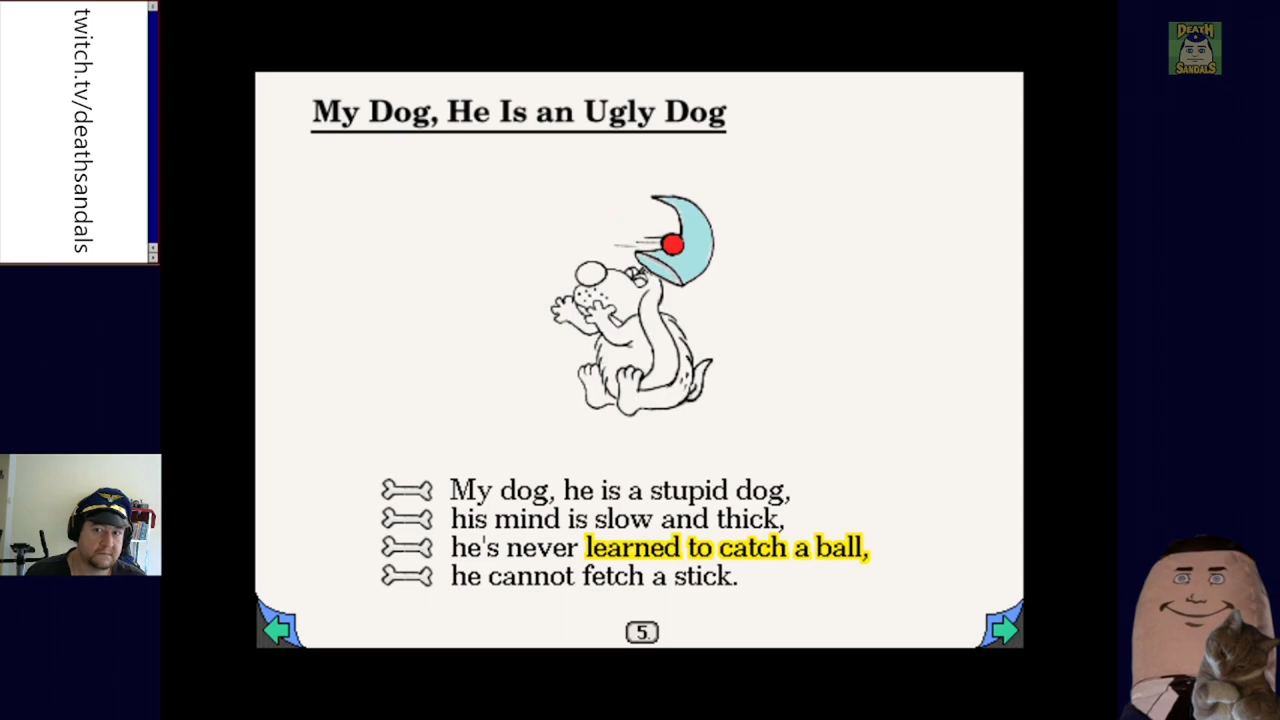 twitch.tv/deathsandals
DEATH
SANDALS
My Dog, He Is an Ugly Dog
My dog, he is a stupid dog,
his mind is slow and thick,
he's never learned to catch a ball,
he cannot fetch a stick.
5.